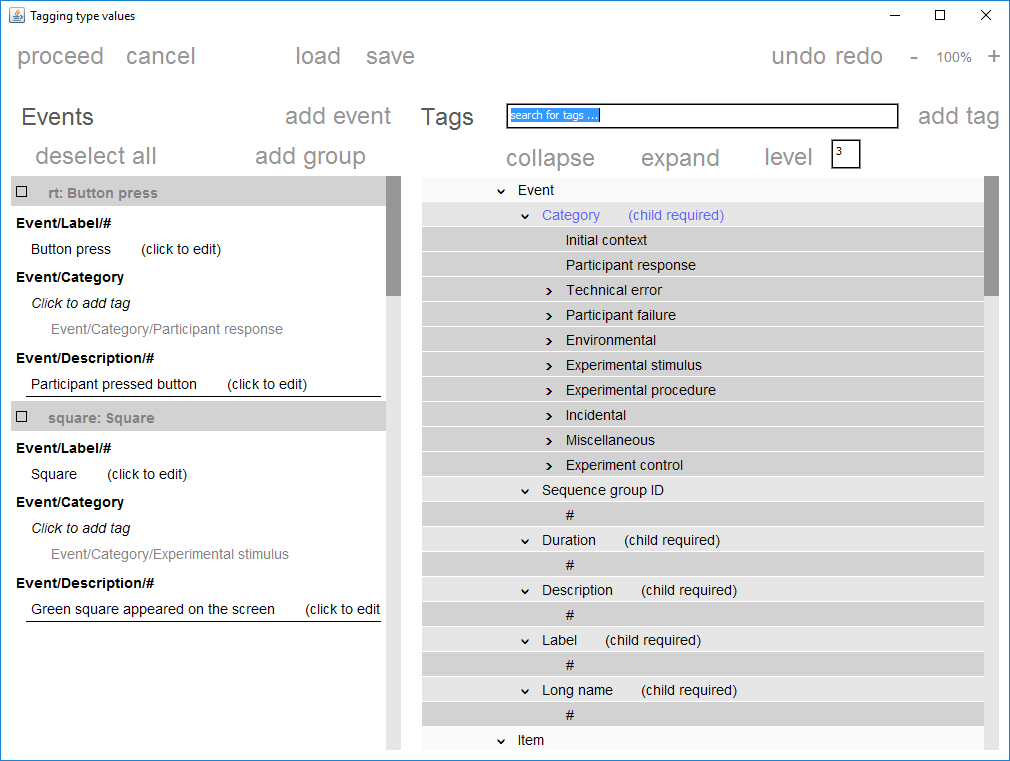 Tagging type values
proceed cancel load save undo redo - 100% +
Events add event
deselect all add group
rt: Button press
Event/Label/#
Button press (click to edit)
Event/Category
Click to add tag
Event/Category/Participant response
Event/Description/#
Participant pressed button (click to edit)
square: Square
Event/Label/#
Square (click to edit)
Event/Category
Click to add tag
Event/Category/Experimental stimulus
Event/Description/#
Green square appeared on the screen (click to edit
Tags search for tags ... add tag
collapse expand level 3
Event
Category (child required)
Initial context
Participant response
Technical error
Participant failure
Environmental
Experimental stimulus
Experimental procedure
Incidental
Miscellaneous
Experiment control
Sequence group ID
#
Duration (child required)
#
Description (child required)
#
Label (child required)
#
Long name (child required)
#
Item